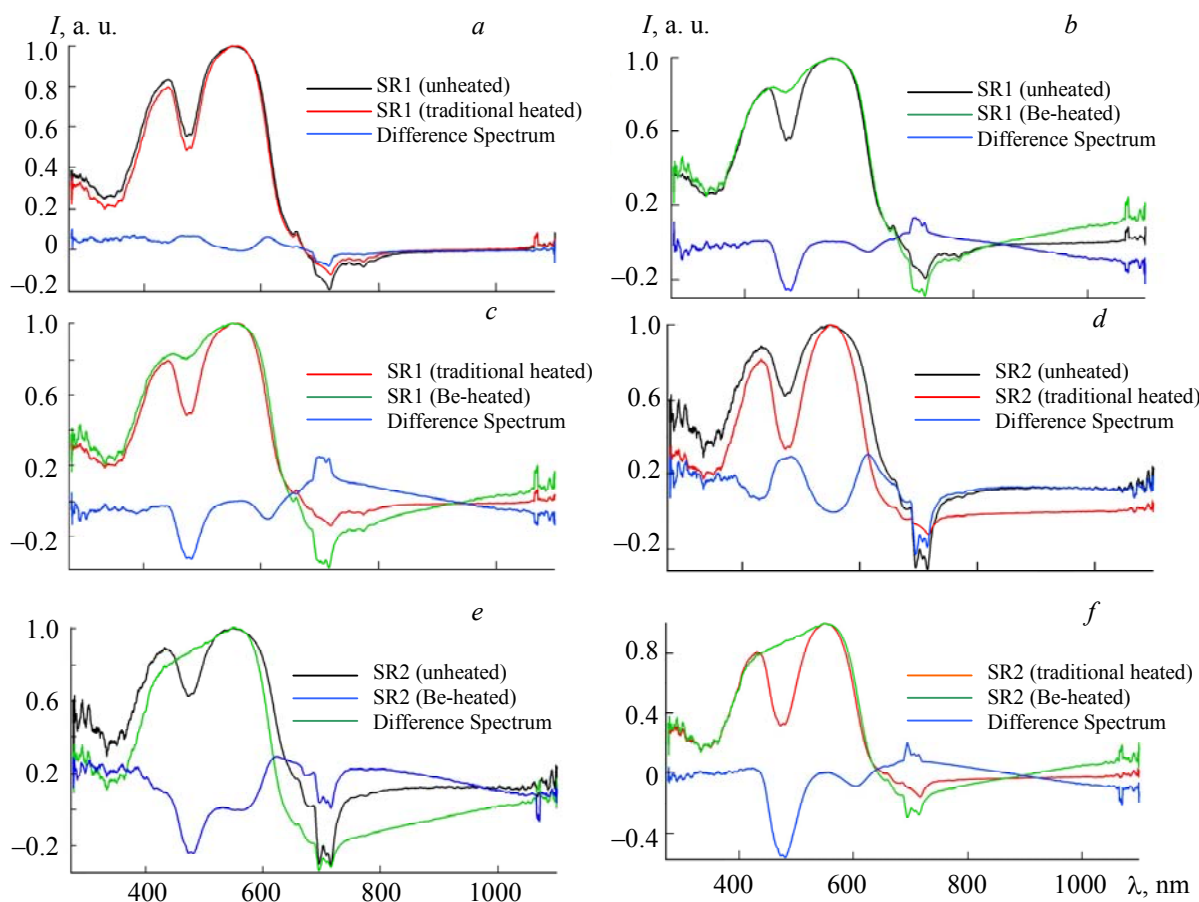 I, a. u.
a
1.0
0.8
0.6
0.4
0.2
0
–0.2
SR1 (unheated)
SR1 (traditional heated)
Difference Spectrum
I, a. u.
b
1.0
0.8
0.6
0.4
0.2
0
–0.2
SR1 (unheated)
SR1 (Be-heated)
Difference Spectrum
c
1.0
0.6
0.2
–0.2
SR1 (traditional heated)
SR1 (Be-heated)
Difference Spectrum
d
1.0
0.6
0.2
–0.2
SR2 (unheated)
SR2 (traditional heated)
Difference Spectrum
e
1.0
0.6
0.2
–0.2
SR2 (unheated)
SR2 (Be-heated)
Difference Spectrum
400 600 800 1000
f
0.8
0.4
0
–0.4
SR2 (traditional heated)
SR2 (Be-heated)
Difference Spectrum
400 600 800 1000 λ, nm